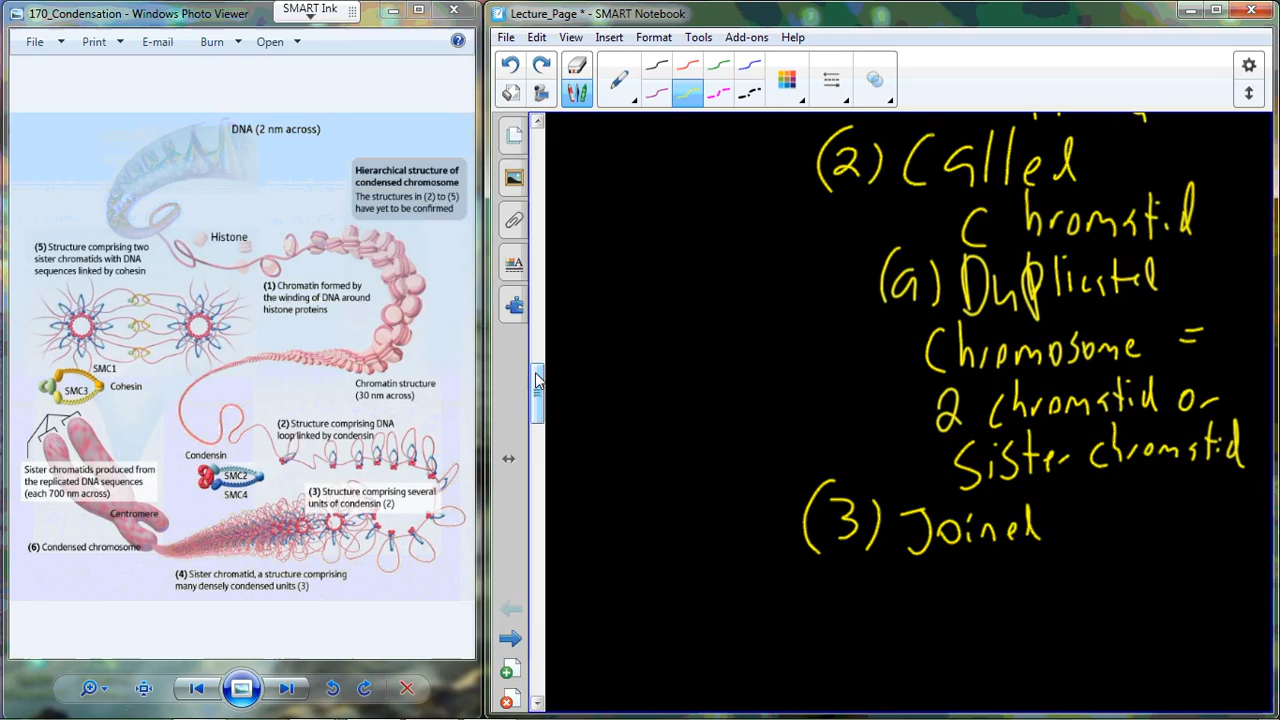 170_Condensation - Windows Photo Viewer
SMART Ink
File Print E-mail Burn Open
DNA (2 nm across)
Hierarchical structure of
condensed chromosome
The structures in (2) to (5)
have yet to be confirmed
Histone
(5) Structure comprising two
sister chromatids with DNA
sequences linked by cohesin
(1) Chromatin formed by
the winding of DNA around
histone proteins
SMC1
SMC3
Cohesin
Chromatin structure
(30 nm across)
(2) Structure comprising DNA
loop linked by condensin
Condensin
SMC2
SMC4
Sister chromatids produced from
the replicated DNA sequences
(each 700 nm across)
(3) Structure comprising several
units of condensin (2)
Centromere
(6) Condensed chromosome
(4) Sister chromatid, a structure comprising
many densely condensed units (3)
Lecture_Page * - SMART Notebook
File Edit View Insert Format Tools Add-ons Help
(2) Called
Chromatid
(a) Duplicated
Chromosome =
2 chromatid or
Sister chromatid
(3) Joined